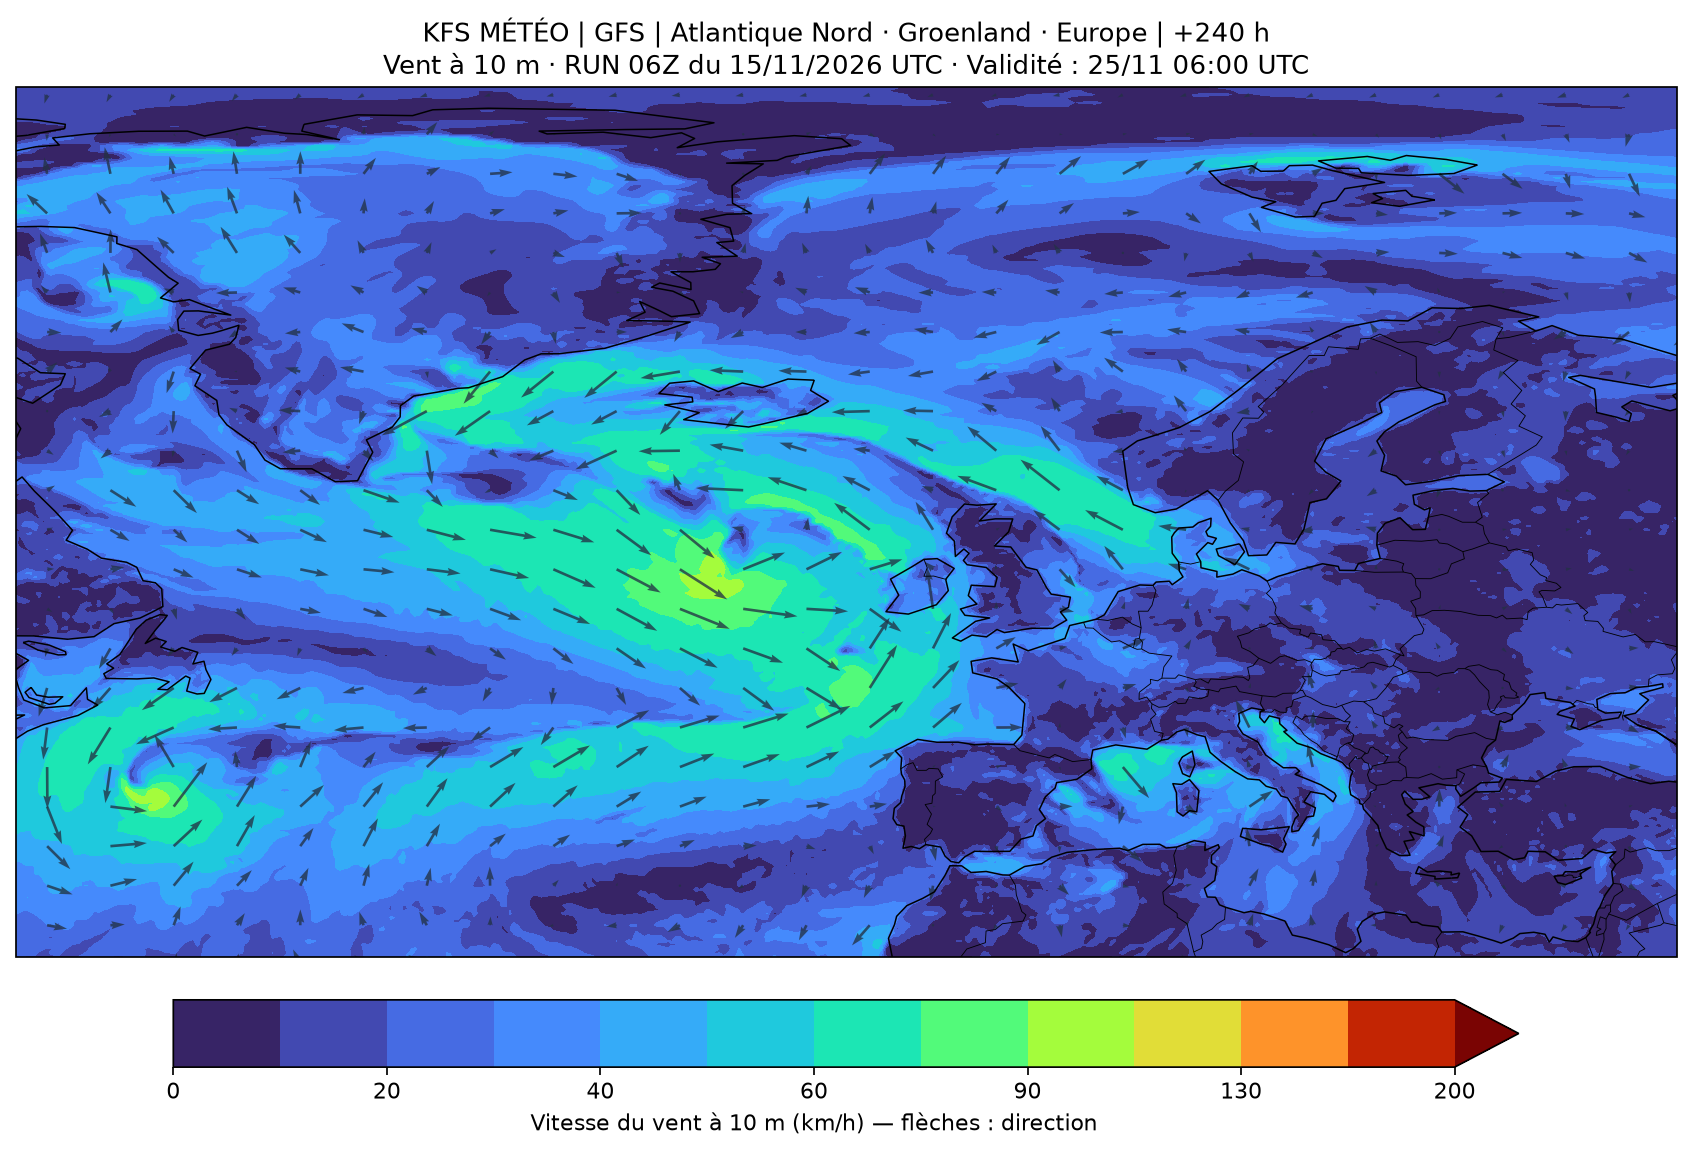 KFS MÉTÉO | GFS | Atlantique Nord · Groenland · Europe | +240 h
Vent à 10 m · RUN 06Z du 15/11/2026 UTC · Validité : 25/11 06:00 UTC
0 20 40 60 90 130 200
Vitesse du vent à 10 m (km/h) — flèches : direction